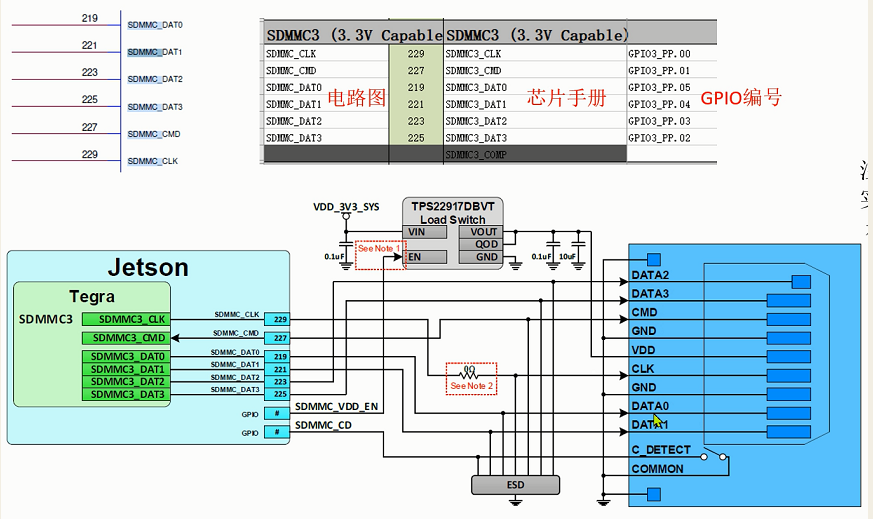 219 SDMMC_DAT0
221 SDMMC_DAT1
223 SDMMC_DAT2
225 SDMMC_DAT3
227 SDMMC_CMD
229 SDMMC_CLK
SDMMC3 (3.3V Capable SDMMC3 (3.3V Capable)
SDMMC_CLK 229 SDMMC3_CLK GPIO3_PP.00
SDMMC_CMD 227 SDMMC3_CMD GPIO3_PP.01
SDMMC_DAT0 219 SDMMC3_DAT0 GPIO3_PP.05
SDMMC_DAT1 221 SDMMC3_DAT1 GPIO3_PP.04
SDMMC_DAT2 223 SDMMC3_DAT2 GPIO3_PP.03
SDMMC_DAT3 225 SDMMC3_DAT3 GPIO3_PP.02
SDMMC3_COMP
电路图 芯片手册 GPIO编号
VDD_3V3_SYS
TPS22917DBVT
Load Switch
VIN VOUT
QOD
EN GND
See Note 1
0.1uF
0.1uF 10uF
Jetson
Tegra
SDMMC3
SDMMC3_CLK SDMMC_CLK 229
SDMMC3_CMD SDMMC_CMD 227
SDMMC3_DAT0 SDMMC_DAT0 219
SDMMC3_DAT1 SDMMC_DAT1 221
SDMMC3_DAT2 SDMMC_DAT2 223
SDMMC3_DAT3 SDMMC_DAT3 225
GPIO # SDMMC_VDD_EN
GPIO # SDMMC_CD
0Ω
See Note 2
ESD
DATA2
DATA3
CMD
GND
VDD
CLK
GND
DATA0
DATA1
C_DETECT
COMMON